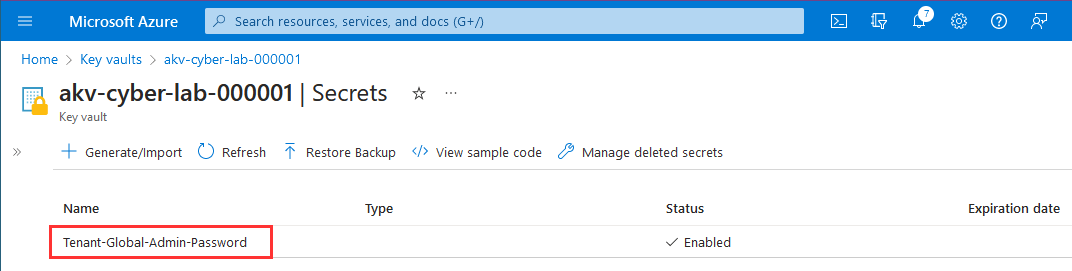 Microsoft Azure
Search resources, services, and docs (G+/)
7
Home > Key vaults > akv-cyber-lab-000001
akv-cyber-lab-000001 | Secrets
Key vault
Generate/Import
Refresh
Restore Backup
View sample code
Manage deleted secrets
Name Type Status Expiration date
Tenant-Global-Admin-Password Enabled